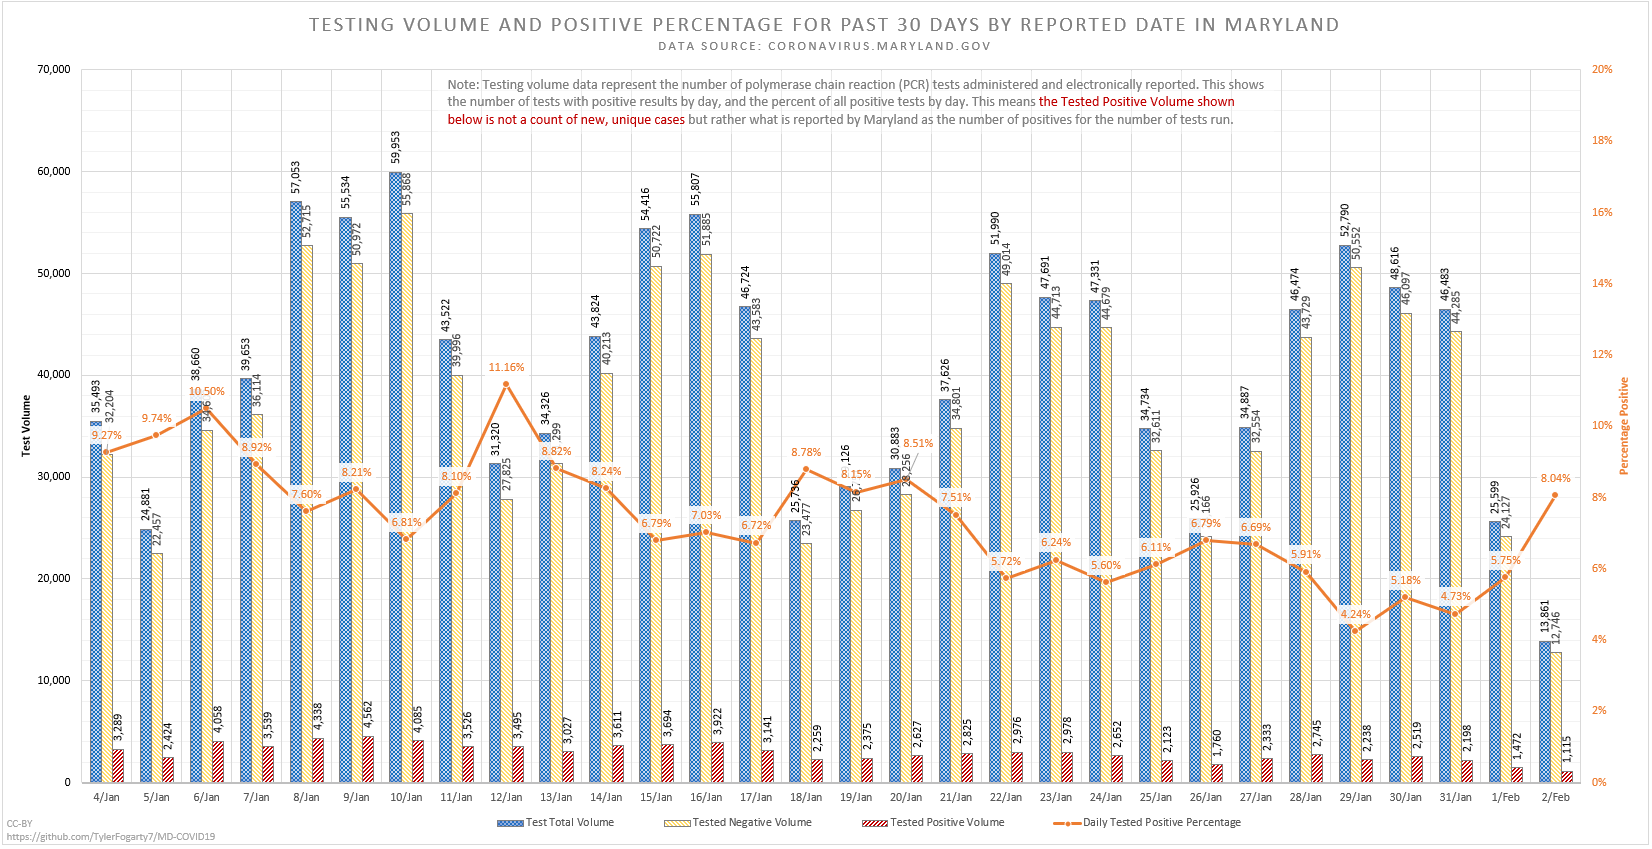 TESTING VOLUME AND POSITIVE PERCENTAGE FOR PAST 30 DAYS BY REPORTED DATE IN MARYLAND
DATA SOURCE: CORONAVIRUS.MARYLAND.GOV
Note: Testing volume data represent the number of polymerase chain reaction (PCR) tests administered and electronically reported. This shows
the number of tests with positive results by day, and the percent of all positive tests by day. This means the Tested Positive Volume shown
below is not a count of new, unique cases but rather what is reported by Maryland as the number of positives for the number of tests run.
Test Volume
70,000
60,000
50,000
40,000
30,000
20,000
10,000
0
Percentage Positive
20%
18%
16%
14%
12%
10%
8%
6%
4%
2%
0%
35,493 32,204 9.27% 3,289
24,881 22,457 9.74% 2,424
38,660 10.50% 4,058
39,653 36,114 8.92% 3,539
57,053 52,715 7.60% 4,338
55,534 50,972 8.21% 4,562
59,953 55,868 6.81% 4,085
43,522 39,996 8.10% 3,526
31,320 27,825 11.16% 3,495
34,326 8.82% 3,027
43,824 40,213 8.24% 3,611
54,416 50,722 6.79% 3,694
55,807 51,885 7.03% 3,922
46,724 43,583 6.72% 3,141
25,736 23,477 8.78% 2,259
8.15% 2,375
30,883 28,256 8.51% 2,627
37,626 34,801 7.51% 2,825
51,990 49,014 5.72% 2,976
47,691 44,713 6.24% 2,978
47,331 44,679 5.60% 2,652
34,734 32,611 6.11% 2,123
25,926 6.79% 1,760
34,887 32,554 6.69% 2,333
46,474 43,729 5.91% 2,745
52,790 50,552 4.24% 2,238
48,616 46,097 5.18% 2,519
46,483 44,285 4.73% 2,198
25,599 24,127 5.75% 1,472
13,861 12,746 8.04% 1,115
4/Jan 5/Jan 6/Jan 7/Jan 8/Jan 9/Jan 10/Jan 11/Jan 12/Jan 13/Jan 14/Jan 15/Jan 16/Jan 17/Jan 18/Jan 19/Jan 20/Jan 21/Jan 22/Jan 23/Jan 24/Jan 25/Jan 26/Jan 27/Jan 28/Jan 29/Jan 30/Jan 31/Jan 1/Feb 2/Feb
Test Total Volume Tested Negative Volume Tested Positive Volume Daily Tested Positive Percentage
CC-BY
https://github.com/TylerFogarty7/MD-COVID19